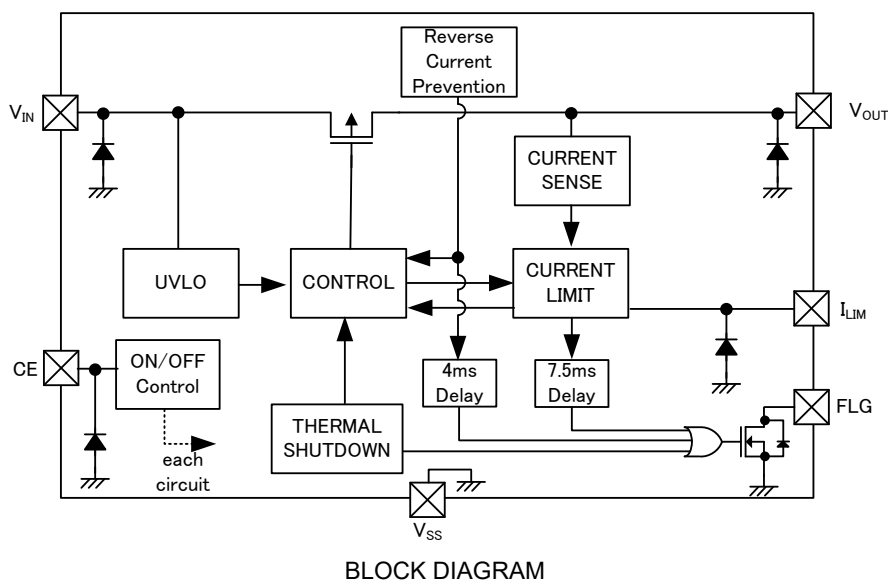 Reverse
Current
Prevention
VIN
VOUT
CURRENT
SENSE
UVLO
CONTROL
CURRENT
LIMIT
ILIM
CE
ON/OFF
Control
4ms
Delay
7.5ms
Delay
FLG
THERMAL
SHUTDOWN
each
circuit
VSS
BLOCK DIAGRAM